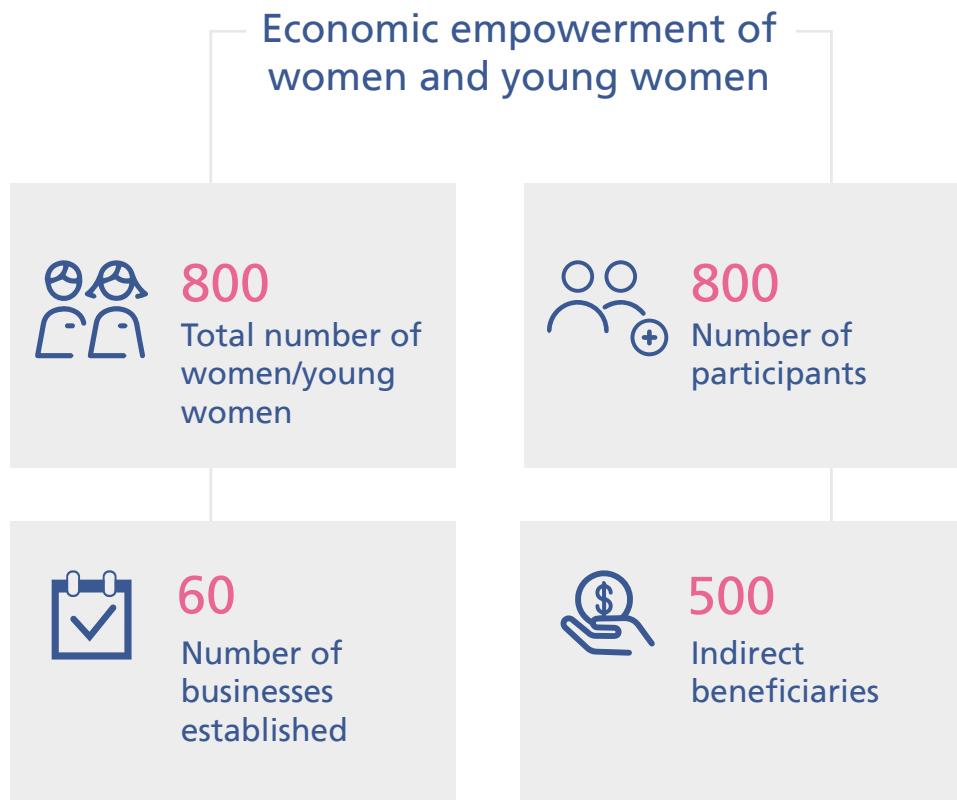 Economic empowerment of
women and young women
800
Total number of
women/young
women
800
Number of
participants
60
Number of
businesses
established
$
500
Indirect
beneficiaries